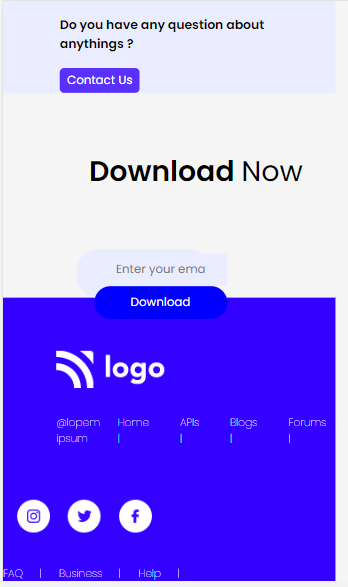 Do you have any question about
anythings ?
Contact Us
Download Now
Enter your ema
Download
logo
@lopem Home APIs Blogs Forums
ipsum | | | |
FAQ | Business | Help |